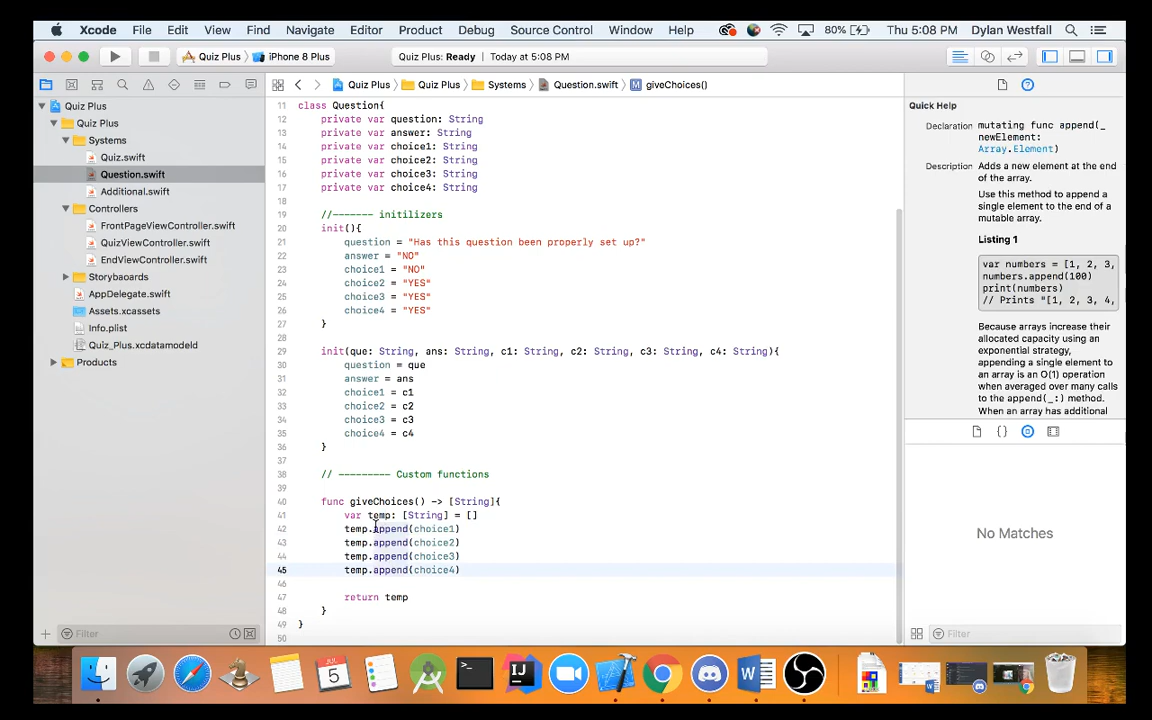 Xcode File Edit View Find Navigate Editor Product Debug Source Control Window Help 80% Thu 5:08 PM Dylan Westfall
Quiz Plus iPhone 8 Plus Quiz Plus: Ready Today at 5:08 PM
Quiz Plus Quiz Plus Systems Question.swift M giveChoices()
Quiz Plus
Quiz Plus
Systems
Quiz.swift
Question.swift
Additional.swift
Controllers
FrontPageViewController.swift
QuizViewController.swift
EndViewController.swift
Storybaoards
AppDelegate.swift
Assets.xcassets
Info.plist
Quiz_Plus.xcdatamodeld
Products
Filter
11 class Question{
12 private var question: String
13 private var answer: String
14 private var choice1: String
15 private var choice2: String
16 private var choice3: String
17 private var choice4: String
18
19 //------- initilizers
20 init(){
21 question = "Has this question been properly set up?"
22 answer = "NO"
23 choice1 = "NO"
24 choice2 = "YES"
25 choice3 = "YES"
26 choice4 = "YES"
27 }
28
29 init(que: String, ans: String, c1: String, c2: String, c3: String, c4: String){
30 question = que
31 answer = ans
32 choice1 = c1
33 choice2 = c2
34 choice3 = c3
35 choice4 = c4
36 }
37
38 // --------- Custom functions
39
40 func giveChoices() -> [String]{
41 var temp: [String] = []
42 temp.append(choice1)
43 temp.append(choice2)
44 temp.append(choice3)
45 temp.append(choice4)
46
47 return temp
48 }
49 }
50
Quick Help
Declaration mutating func append(_
newElement:
Array.Element)
Description Adds a new element at the end
of the array.
Use this method to append a
single element to the end of a
mutable array.
Listing 1
var numbers = [1, 2, 3,
numbers.append(100)
print(numbers)
// Prints "[1, 2, 3, 4,
Because arrays increase their
allocated capacity using an
exponential strategy,
appending a single element to
an array is an O(1) operation
when averaged over many calls
to the append(_:) method.
When an array has additional
{}
No Matches
Filter
JUL
5
>_
IJ
W